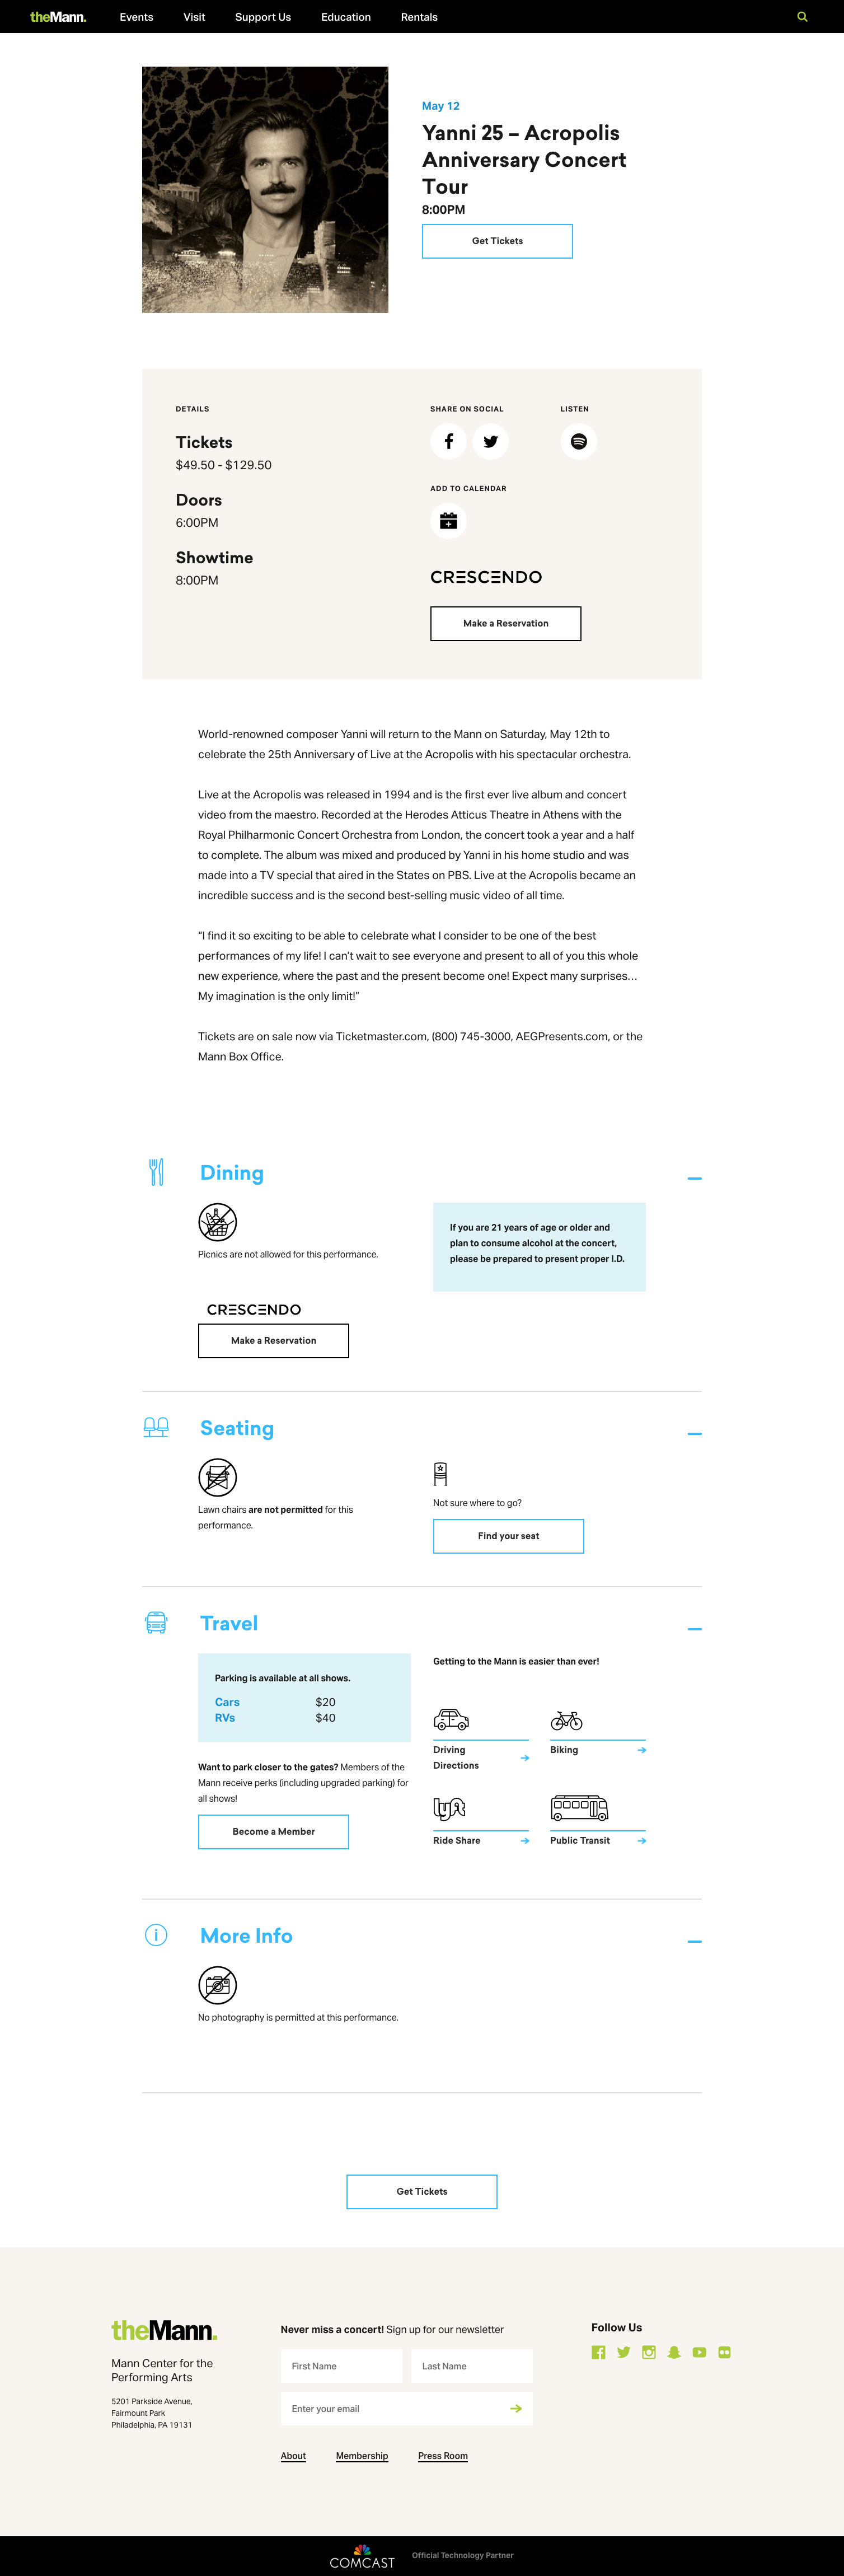 theMann.
Events
Visit
Support Us
Education
Rentals
May 12
Yanni 25 – Acropolis
Anniversary Concert
Tour
8:00PM
Get Tickets
DETAILS
Tickets
$49.50 - $129.50
Doors
6:00PM
Showtime
8:00PM
SHARE ON SOCIAL
LISTEN
ADD TO CALENDAR
CRESCENDO
Make a Reservation
World-renowned composer Yanni will return to the Mann on Saturday, May 12th to
celebrate the 25th Anniversary of Live at the Acropolis with his spectacular orchestra.
Live at the Acropolis was released in 1994 and is the first ever live album and concert
video from the maestro. Recorded at the Herodes Atticus Theatre in Athens with the
Royal Philharmonic Concert Orchestra from London, the concert took a year and a half
to complete. The album was mixed and produced by Yanni in his home studio and was
made into a TV special that aired in the States on PBS. Live at the Acropolis became an
incredible success and is the second best-selling music video of all time.
“I find it so exciting to be able to celebrate what I consider to be one of the best
performances of my life! I can’t wait to see everyone and present to all of you this whole
new experience, where the past and the present become one! Expect many surprises…
My imagination is the only limit!”
Tickets are on sale now via Ticketmaster.com, (800) 745-3000, AEGPresents.com, or the
Mann Box Office.
Dining
Picnics are not allowed for this performance.
If you are 21 years of age or older and
plan to consume alcohol at the concert,
please be prepared to present proper I.D.
CRESCENDO
Make a Reservation
Seating
Lawn chairs are not permitted for this
performance.
Not sure where to go?
Find your seat
Travel
Parking is available at all shows.
Cars $20
RVs $40
Want to park closer to the gates? Members of the
Mann receive perks (including upgraded parking) for
all shows!
Become a Member
Getting to the Mann is easier than ever!
Driving
Directions
Biking
lyft
Ride Share
Public Transit
More Info
No photography is permitted at this performance.
Get Tickets
theMann.
Mann Center for the
Performing Arts
5201 Parkside Avenue,
Fairmount Park
Philadelphia, PA 19131
Never miss a concert! Sign up for our newsletter
First Name
Last Name
Enter your email
About
Membership
Press Room
Follow Us
COMCAST
Official Technology Partner